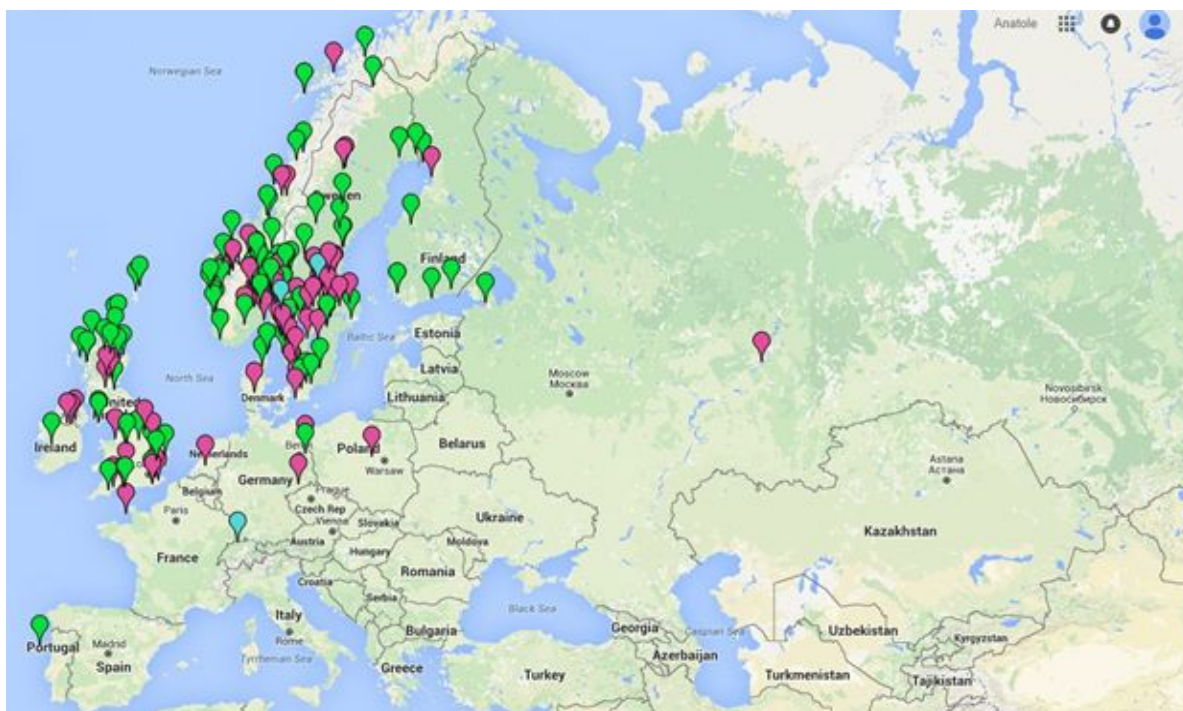 Anatole
Norwegian Sea
Finland
Estonia
Baltic Sea
Latvia
Moscow
Москва
North Sea
Denmark
Lithuania
Novosibirsk
Новосибирск
United
Ireland
Belarus
Poland
Warsaw
Germany
Belgium
Prague
Astana
Астана
Paris
Czech Rep
Vienna
Slovakia
Ukraine
Kazakhstan
Austria
Hungary
Moldova
France
Romania
Croatia
Serbia
Black Sea
Italy
Rome
Bulgaria
Georgia
Caspian Sea
Uzbekistan
Kyrgyzstan
Portugal
Madrid
Spain
Tyrrhenian Sea
Greece
Turkey
Azerbaijan
Turkmenistan
Tajikistan